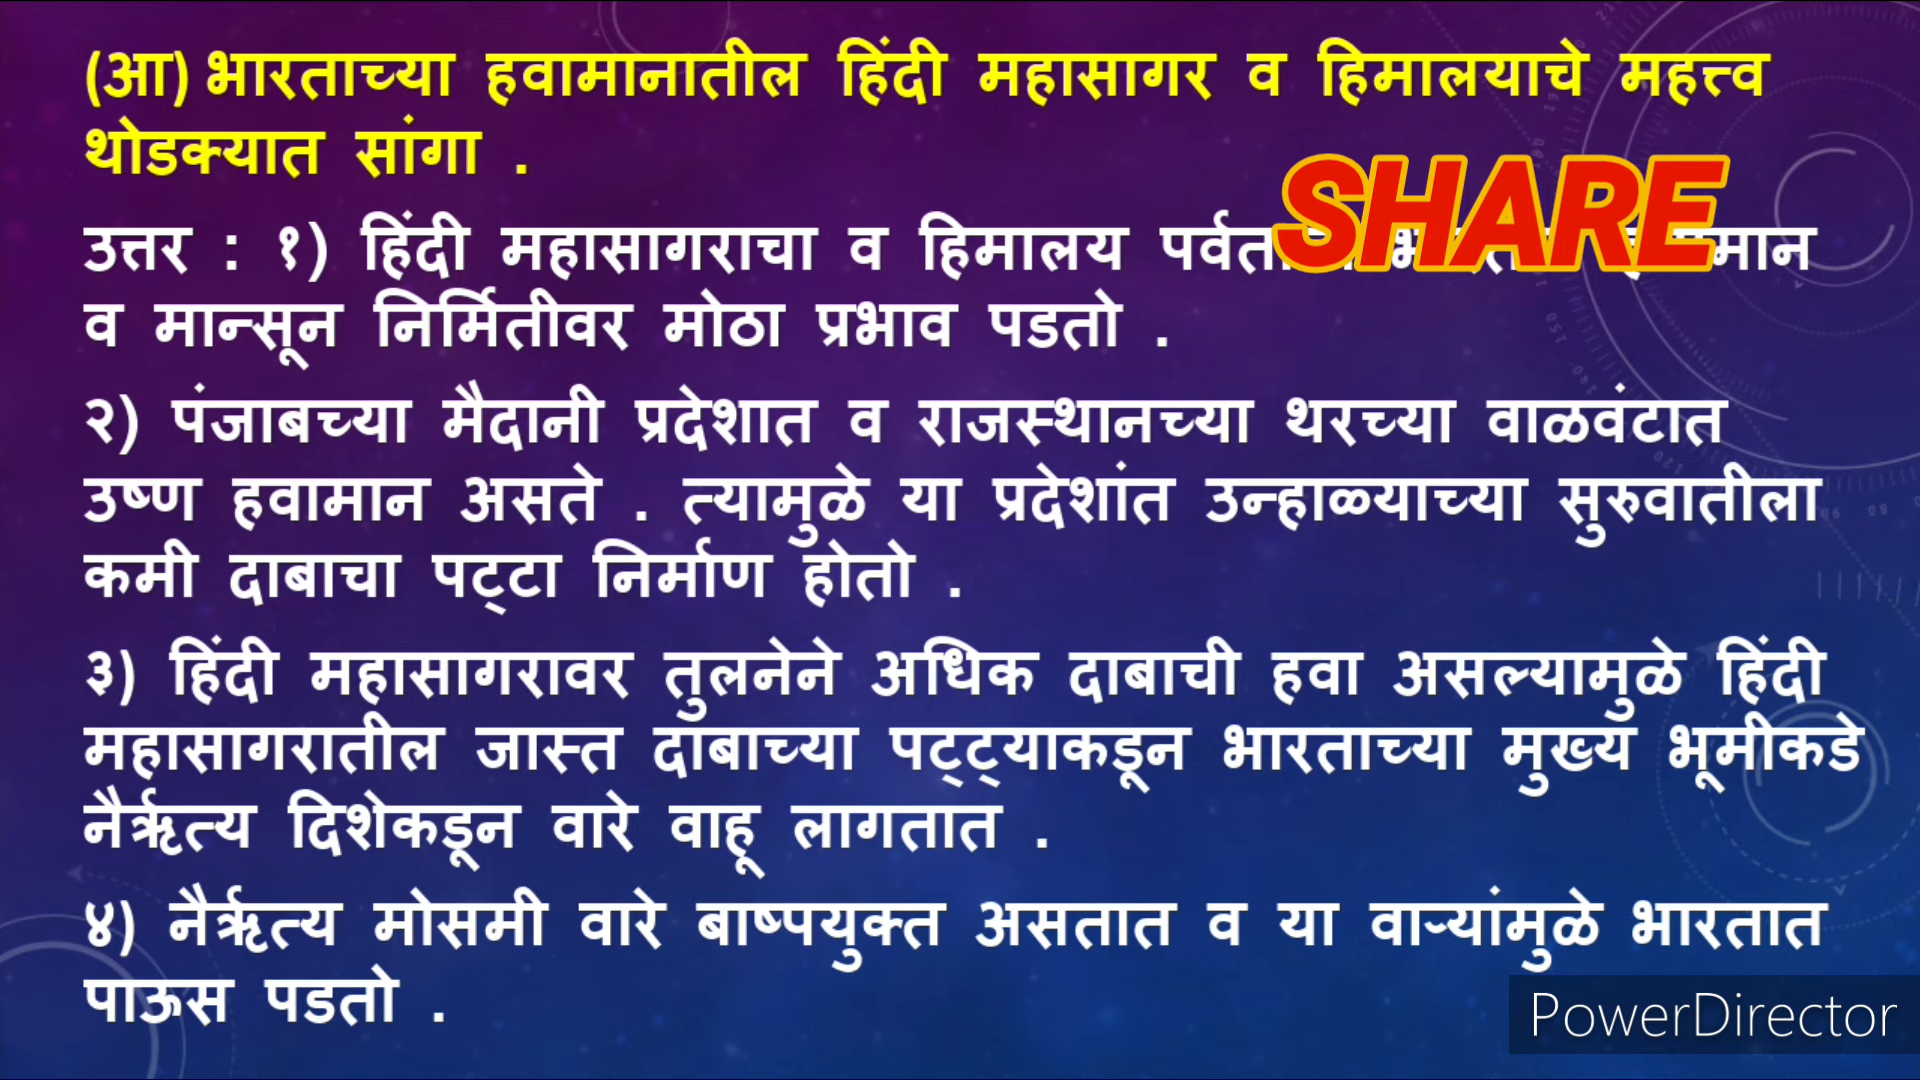 (आ) भारताच्या हवामानातील हिंदी महासागर व हिमालयाचे महत्त्व
थोडक्यात सांगा .
SHARE
उत्तर : १) हिंदी महासागराचा व हिमालय
व मान्सून निर्मितीवर मोठा प्रभाव पडतो .
२) पंजाबच्या मैदानी प्रदेशात व राजस्थानच्या थरच्या वाळवंटात
उष्ण हवामान असते . त्यामुळे या प्रदेशांत उन्हाळ्याच्या सुरुवातीला
कमी दाबाचा पट्टा निर्माण होतो .
३) हिंदी महासागरावर तुलनेने अधिक दाबाची हवा असल्यामुळे हिंदी
महासागरातील जास्त दाबाच्या पट्ट्याकडून भारताच्या मुख्य भूमीकडे
नैर्ऋत्य दिशेकडून वारे वाहू लागतात .
४) नैर्ऋत्य मोसमी वारे बाष्पयुक्त असतात व या वाऱ्यांमुळे भारतात
पाऊस पडतो .
PowerDirector